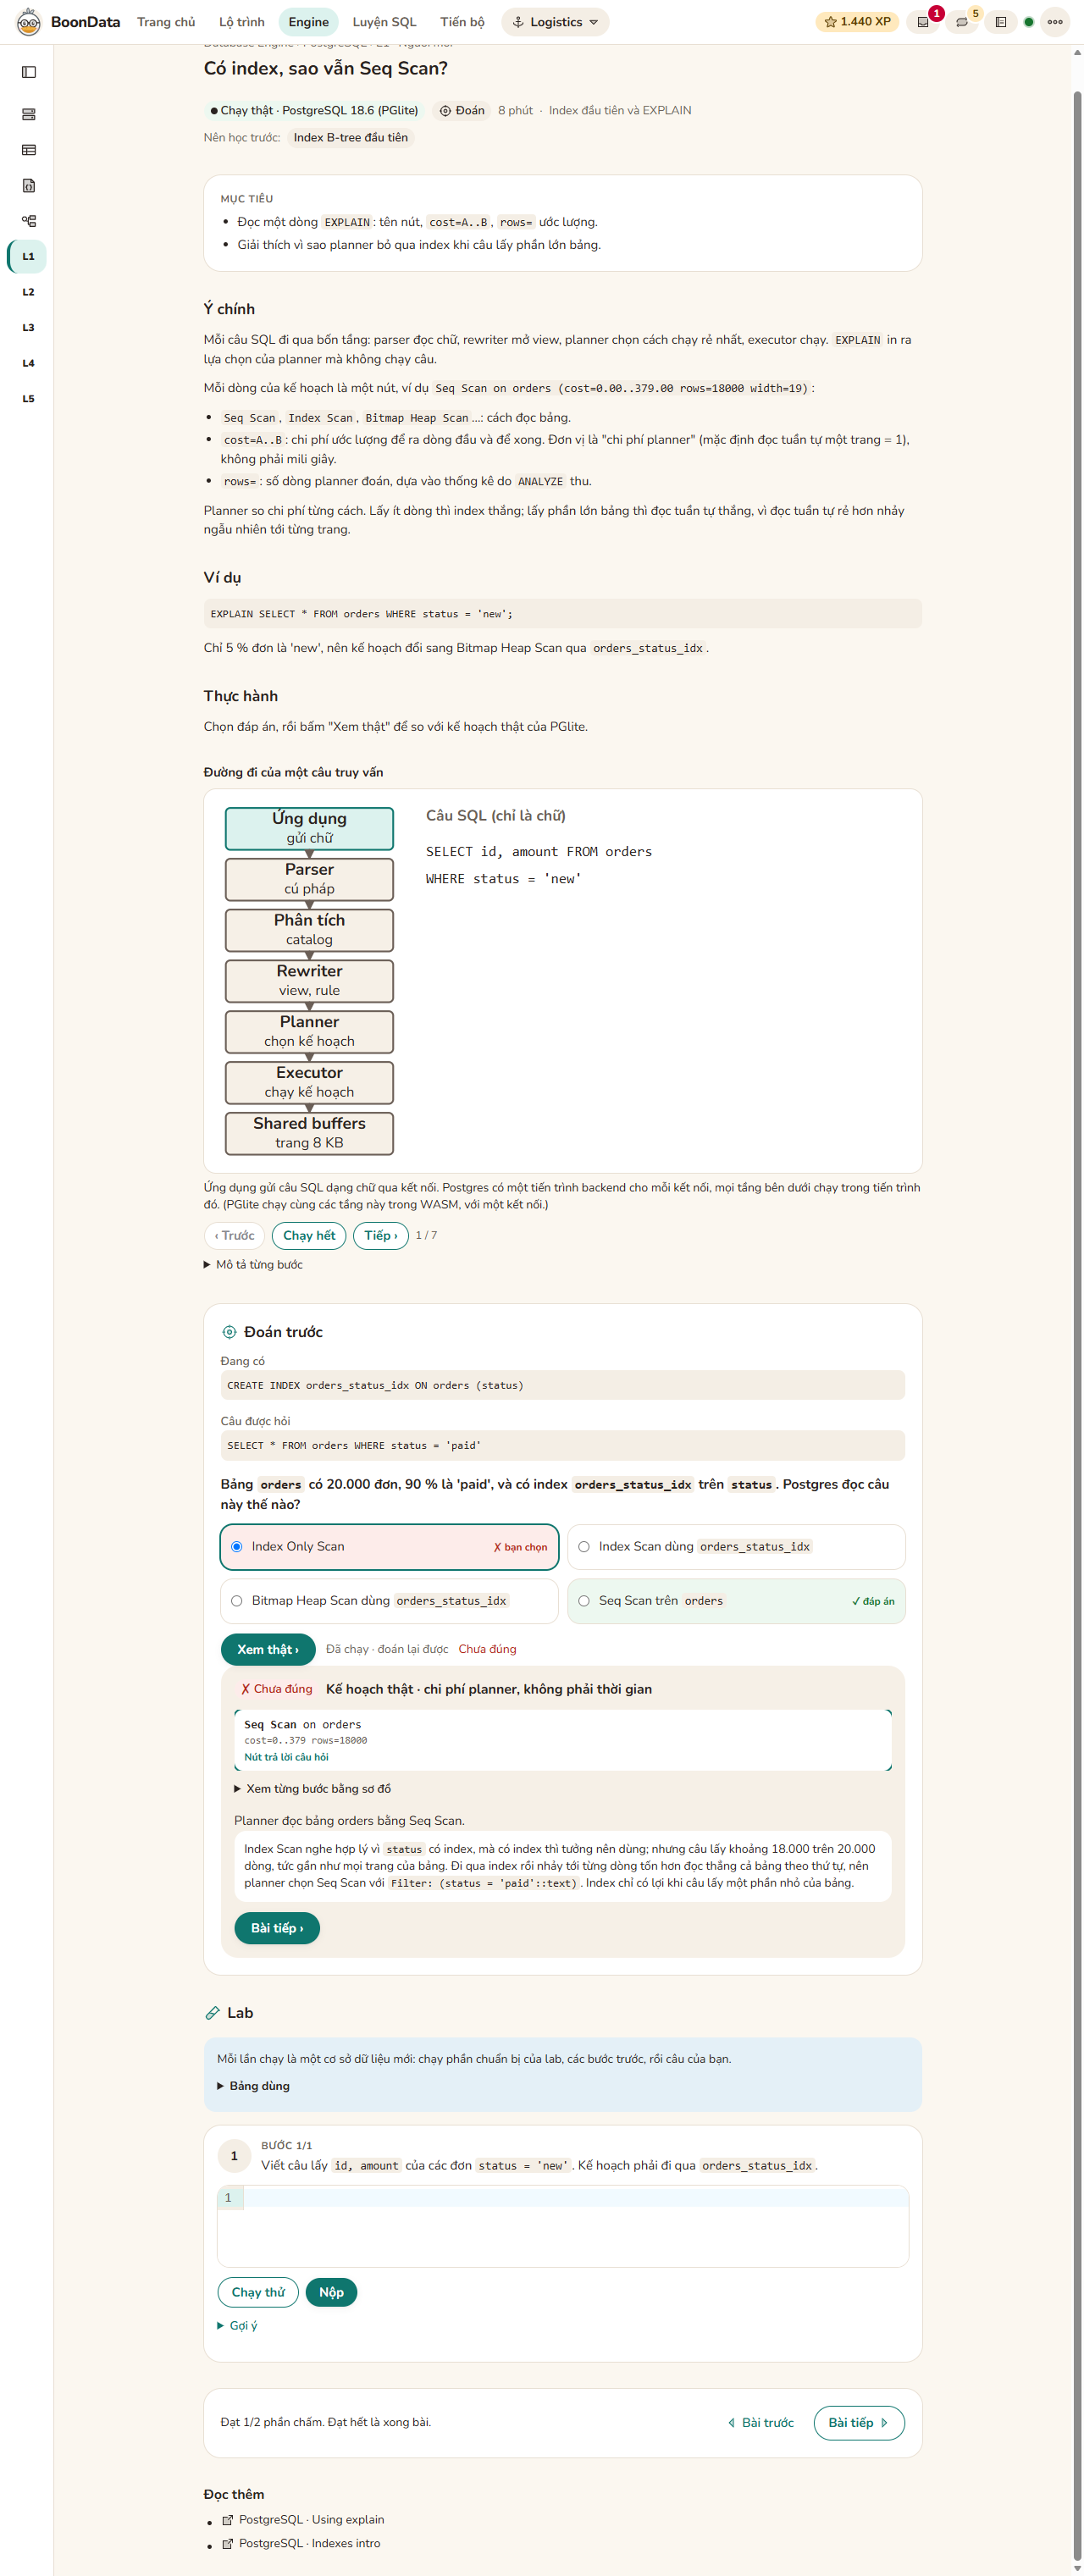 BoonData Trang chủ Lộ trình Engine Luyện SQL Tiến bộ Logistics 1.440 XP 1 5
Có index, sao vẫn Seq Scan?
Chạy thật · PostgreSQL 18.6 (PGlite) Đoán 8 phút · Index đầu tiên và EXPLAIN
Nên học trước: Index B-tree đầu tiên
L1
L2
L3
L4
L5
MỤC TIÊU
• Đọc một dòng EXPLAIN: tên nút, cost=A..B, rows= ước lượng.
• Giải thích vì sao planner bỏ qua index khi câu lấy phần lớn bảng.
Ý chính
Mỗi câu SQL đi qua bốn tầng: parser đọc chữ, rewriter mở view, planner chọn cách chạy rẻ nhất, executor chạy. EXPLAIN in ra
lựa chọn của planner mà không chạy câu.
Mỗi dòng của kế hoạch là một nút, ví dụ Seq Scan on orders (cost=0.00..379.00 rows=18000 width=19):
• Seq Scan, Index Scan, Bitmap Heap Scan…: cách đọc bảng.
• cost=A..B: chi phí ước lượng để ra dòng đầu và để xong. Đơn vị là "chi phí planner" (mặc định đọc tuần tự một trang = 1),
không phải mili giây.
• rows=: số dòng planner đoán, dựa vào thống kê do ANALYZE thu.
Planner so chi phí từng cách. Lấy ít dòng thì index thắng; lấy phần lớn bảng thì đọc tuần tự thắng, vì đọc tuần tự rẻ hơn nhảy
ngẫu nhiên tới từng trang.
Ví dụ
EXPLAIN SELECT * FROM orders WHERE status = 'new';
Chỉ 5 % đơn là 'new', nên kế hoạch đổi sang Bitmap Heap Scan qua orders_status_idx.
Thực hành
Chọn đáp án, rồi bấm "Xem thật" để so với kế hoạch thật của PGlite.
Đường đi của một câu truy vấn
Ứng dụng
gửi chữ
Parser
cú pháp
Phân tích
catalog
Rewriter
view, rule
Planner
chọn kế hoạch
Executor
chạy kế hoạch
Shared buffers
trang 8 KB
Câu SQL (chỉ là chữ)
SELECT id, amount FROM orders
WHERE status = 'new'
Ứng dụng gửi câu SQL dạng chữ qua kết nối. Postgres có một tiến trình backend cho mỗi kết nối, mọi tầng bên dưới chạy trong tiến trình
đó. (PGlite chạy cùng các tầng này trong WASM, với một kết nối.)
‹ Trước Chạy hết Tiếp › 1 / 7
Mô tả từng bước
Đoán trước
Đang có
CREATE INDEX orders_status_idx ON orders (status)
Câu được hỏi
SELECT * FROM orders WHERE status = 'paid'
Bảng orders có 20.000 đơn, 90 % là 'paid', và có index orders_status_idx trên status. Postgres đọc câu
này thế nào?
Index Only Scan ✗ bạn chọn
Index Scan dùng orders_status_idx
Bitmap Heap Scan dùng orders_status_idx
Seq Scan trên orders ✓ đáp án
Xem thật › Đã chạy · đoán lại được Chưa đúng
✗ Chưa đúng Kế hoạch thật · chi phí planner, không phải thời gian
Seq Scan on orders
cost=0..379 rows=18000
Nút trả lời câu hỏi
Xem từng bước bằng sơ đồ
Planner đọc bảng orders bằng Seq Scan.
Index Scan nghe hợp lý vì status có index, mà có index thì tưởng nên dùng; nhưng câu lấy khoảng 18.000 trên 20.000
dòng, tức gần như mọi trang của bảng. Đi qua index rồi nhảy tới từng dòng tốn hơn đọc thẳng cả bảng theo thứ tự, nên
planner chọn Seq Scan với Filter: (status = 'paid'::text). Index chỉ có lợi khi câu lấy một phần nhỏ của bảng.
Bài tiếp ›
Lab
Mỗi lần chạy là một cơ sở dữ liệu mới: chạy phần chuẩn bị của lab, các bước trước, rồi câu của bạn.
Bảng dùng
1 BƯỚC 1/1
Viết câu lấy id, amount của các đơn status = 'new'. Kế hoạch phải đi qua orders_status_idx.
1
Chạy thử Nộp
Gợi ý
Đạt 1/2 phần chấm. Đạt hết là xong bài. Bài trước Bài tiếp
Đọc thêm
• PostgreSQL · Using explain
• PostgreSQL · Indexes intro